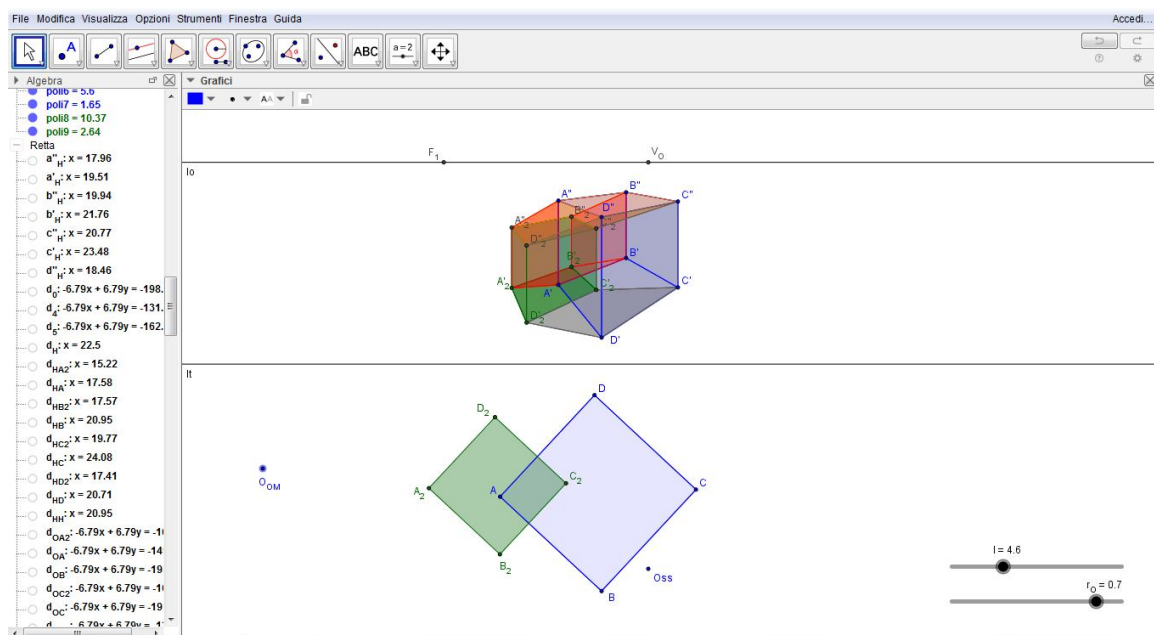 File Modifica Visualizza Opzioni Strumenti Finestra Guida Accedi...
ABC a=2
Algebra
Grafici
poli6 = 5.6
poli7 = 1.65
poli8 = 10.37
poli9 = 2.64
Retta
a"H: x = 17.96
a'H: x = 19.51
b"H: x = 19.94
b'H: x = 21.76
c"H: x = 20.77
c'H: x = 23.48
d"H: x = 18.46
d0: -6.79x + 6.79y = -198.
d4: -6.79x + 6.79y = -131.
d5: -6.79x + 6.79y = -162.
dH: x = 22.5
dHA2: x = 15.22
dHA: x = 17.58
dHB2: x = 17.57
dHB: x = 20.95
dHC2: x = 19.77
dHC: x = 24.08
dHD2: x = 17.41
dHD: x = 20.71
dHH: x = 20.95
dOA2: -6.79x + 6.79y = -1
dOA: -6.79x + 6.79y = -14
dOB: -6.79x + 6.79y = -19
dOC2: -6.79x + 6.79y = -1
dOC: -6.79x + 6.79y = -19
AA
F1 VO
lo
A" B" C"
A"2 B"2 D" C"2
D"2
B'2 B'
A'2 A' C'2 C'
D'2 D'
lt
D
D2
OOM A2 A C2 C
B2 Oss
B
l = 4.6
rO = 0.7